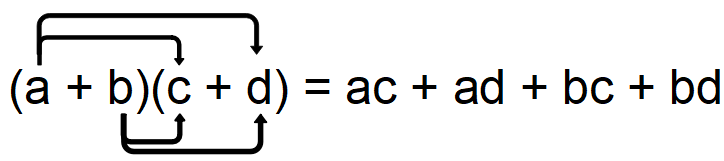 (a + b)(c + d) = ac + ad + bc + bd